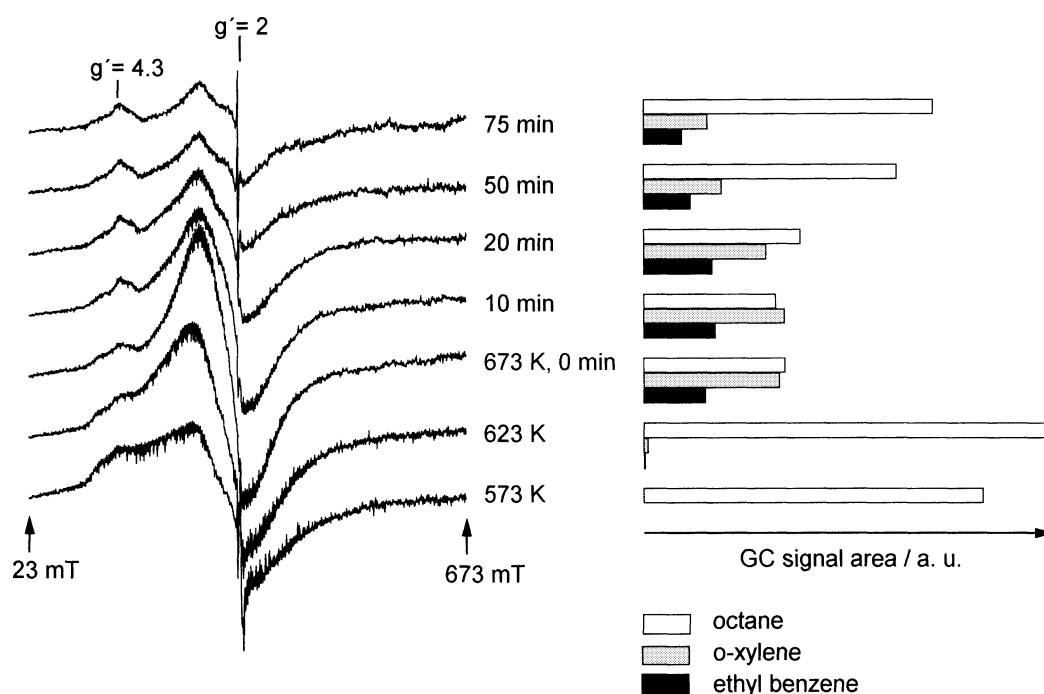 g´= 2
g´= 4.3
75 min
50 min
20 min
10 min
673 K, 0 min
623 K
573 K
23 mT
673 mT
GC signal area / a. u.
octane
o-xylene
ethyl benzene